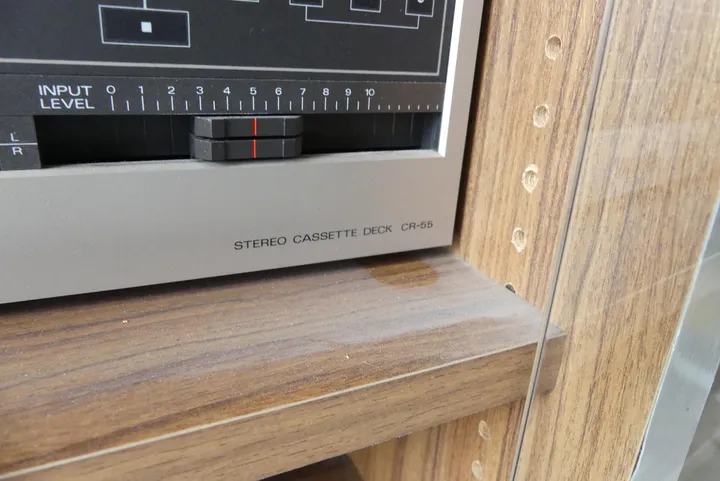 INPUT LEVEL 0 1 2 3 4 5 6 7 8 9 10
L
R
STEREO CASSETTE DECK CR-55